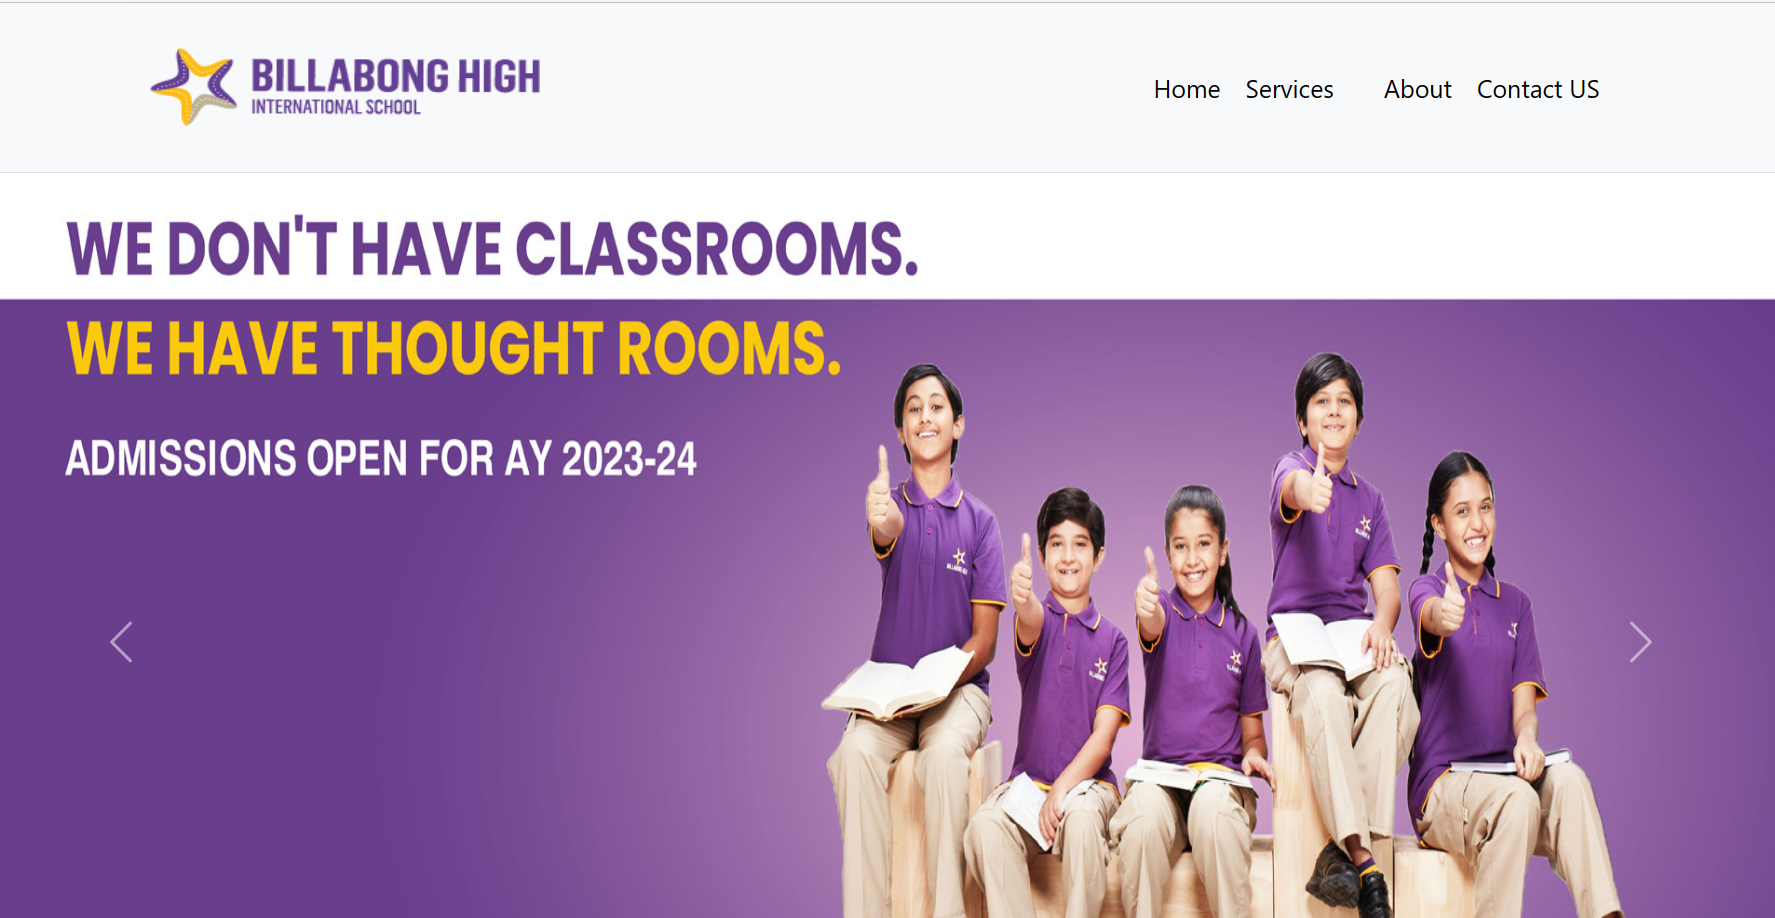 BILLABONG HIGH
INTERNATIONAL SCHOOL
Home Services About Contact US
WE DON'T HAVE CLASSROOMS.
WE HAVE THOUGHT ROOMS.
ADMISSIONS OPEN FOR AY 2023-24